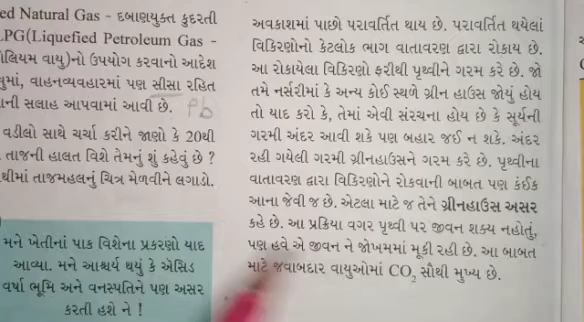 ed Natural Gas - દબાણયુક્ત કુદરતી
PG(Liquefied Petroleum Gas -
લિયમ વાયુ)નો ઉપયોગ કરવાનો આદેશ
માં, વાહનવ્યવહારમાં પણ સીસા રહિત
ની સલાહ આપવામાં આવી છે. Pb
વડીલો સાથે ચર્ચા કરીને જાણો કે 20થી
તાજની હાલત વિશે તેમનું શું કહેવું છે ?
થીમાં તાજમહલનું ચિત્ર મેળવીને લગાડો.
મને ખેતીનાં પાક વિશેના પ્રકરણો યાદ
આવ્યા. મને આશ્ચર્ય થયું કે ઍસિડ
વર્ષા ભૂમિ અને વનસ્પતિને પણ અસર
કરતી હશે ને !
અવકાશમાં પાછો પરાવર્તિત થાય છે. પરાવર્તિત થયેલાં
વિકિરણોનો કેટલોક ભાગ વાતાવરણ દ્વારા રોકાય છે.
આ રોકાયેલા વિકિરણો ફરીથી પૃથ્વીને ગરમ કરે છે. જો
તમે નર્સરીમાં કે અન્ય કોઈ સ્થળે ગ્રીન હાઉસ જોયું હોય
તો યાદ કરો કે, તેમાં એવી સંરચના હોય છે કે સૂર્યની
ગરમી અંદર આવી શકે પણ બહાર જઈ ન શકે. અંદર
રહી ગયેલી ગરમી ગ્રીનહાઉસને ગરમ કરે છે. પૃથ્વીના
વાતાવરણ દ્વારા વિકિરણોને રોકવાની બાબત પણ કંઈક
આના જેવી જ છે. એટલા માટે જ તેને ગ્રીનહાઉસ અસર
કહે છે. આ પ્રક્રિયા વગર પૃથ્વી પર જીવન શક્ય નહોતું,
પણ હવે એ જીવન ને જોખમમાં મૂકી રહી છે. આ બાબત
માટે જવાબદાર વાયુઓમાં CO₂ સૌથી મુખ્ય છે.